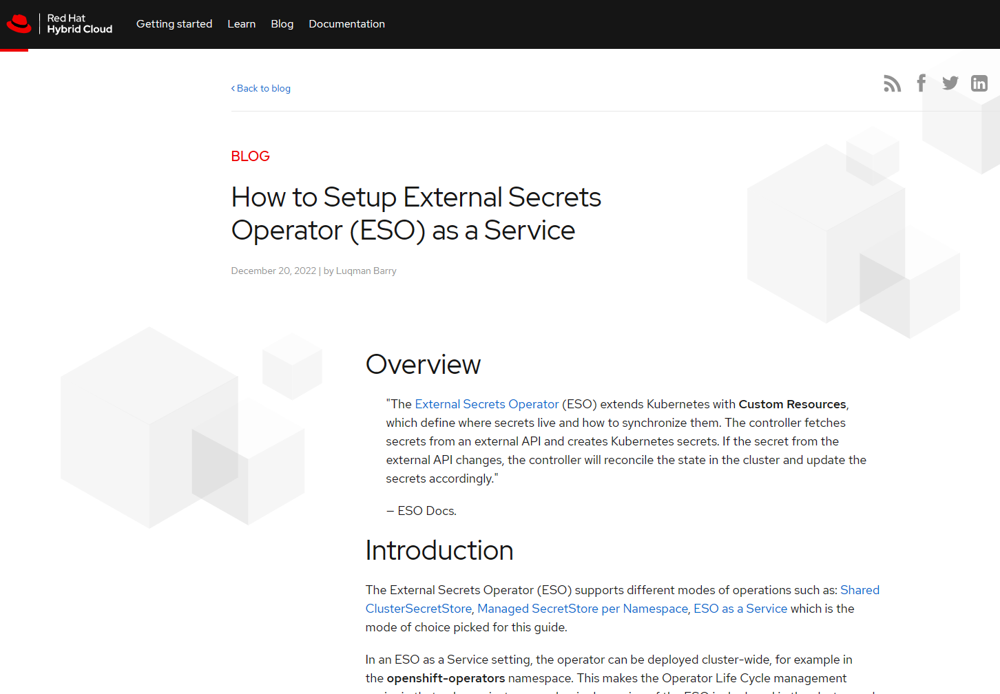 Red Hat
Hybrid Cloud
Getting started
Learn
Blog
Documentation
Back to blog
BLOG
How to Setup External Secrets
Operator (ESO) as a Service
December 20, 2022 | by Luqman Barry
Overview
"The External Secrets Operator (ESO) extends Kubernetes with Custom Resources,
which define where secrets live and how to synchronize them. The controller fetches
secrets from an external API and creates Kubernetes secrets. If the secret from the
external API changes, the controller will reconcile the state in the cluster and update the
secrets accordingly."
— ESO Docs.
Introduction
The External Secrets Operator (ESO) supports different modes of operations such as: Shared
ClusterSecretStore, Managed SecretStore per Namespace, ESO as a Service which is the
mode of choice picked for this guide.
In an ESO as a Service setting, the operator can be deployed cluster-wide, for example in
the openshift-operators namespace. This makes the Operator Life Cycle management